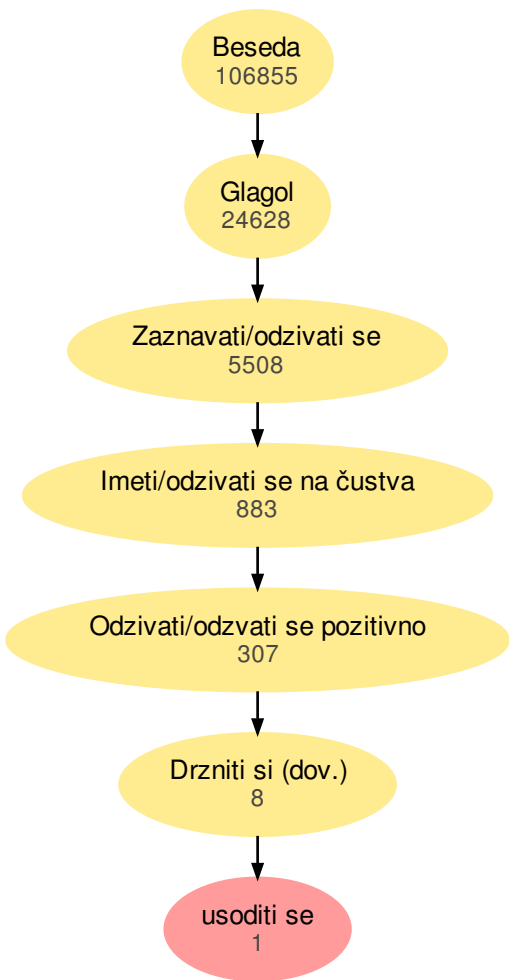 Beseda
106855
Glagol
24628
Zaznavati/odzivati se
5508
Imeti/odzivati se na čustva
883
Odzivati/odzvati se pozitivno
307
Drzniti si (dov.)
8
usoditi se
1